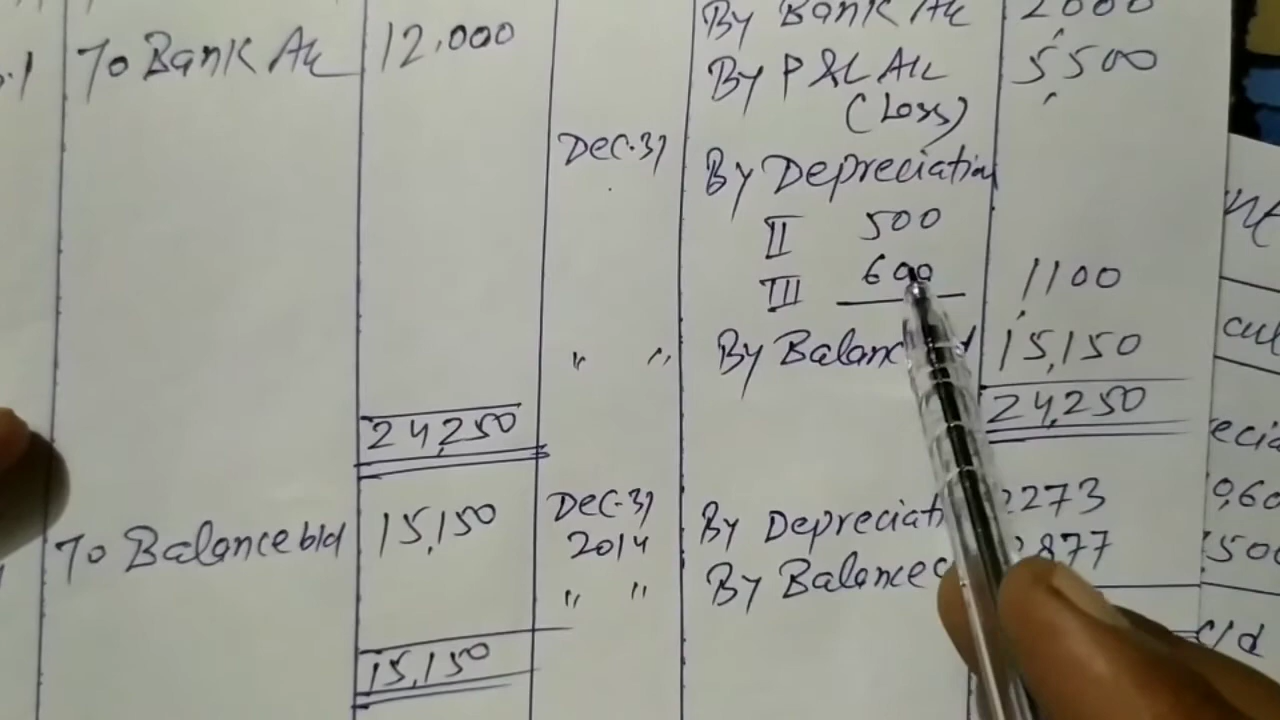 By Bank A/c 2000
.1 To Bank A/c 12,000
By P&L A/c 5,500
(Loss)
Dec.31 By Depreciation
II 500
III 600 1100
" " By Balance 15,150
24,250 24,250
To Balance b/d 15,150 Dec.31 By Depreciati 2273
2014
" " By Balance c 877
15,150
c/d